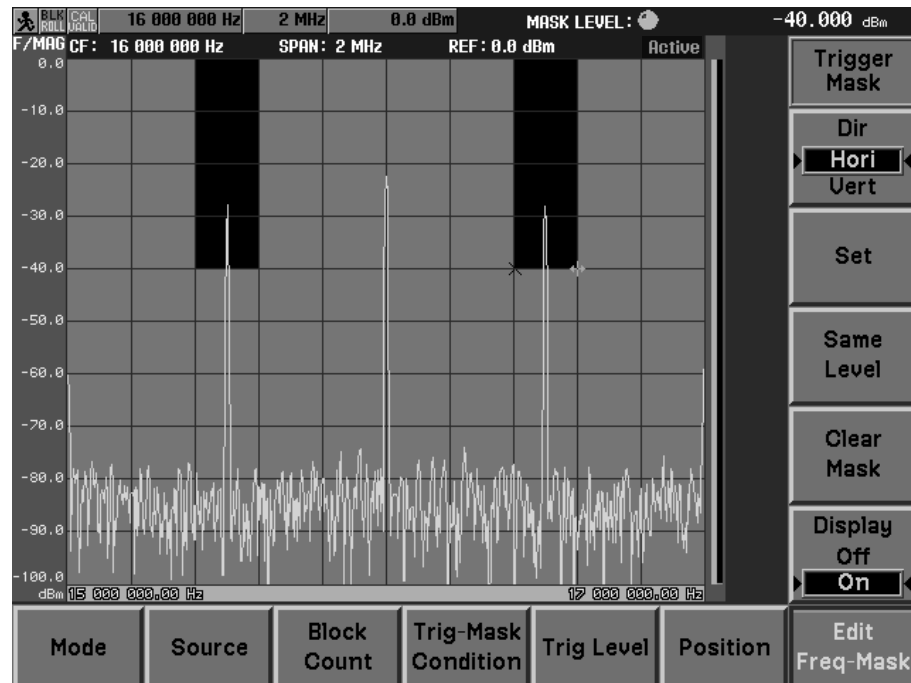 BLK ROLL CAL VALID 16 000 000 Hz 2 MHz 0.0 dBm MASK LEVEL: -40.000 dBm
F/MAG CF: 16 000 000 Hz SPAN: 2 MHz REF: 0.0 dBm Active
0.0
-10.0
-20.0
-30.0
-40.0
-50.0
-60.0
-70.0
-80.0
-90.0
-100.0
dBm 15 000 000.00 Hz 17 000 000.00 Hz
Trigger
Mask
Dir
Hori
Vert
Set
Same
Level
Clear
Mask
Display
Off
On
Mode
Source
Block
Count
Trig-Mask
Condition
Trig Level
Position
Edit
Freq-Mask